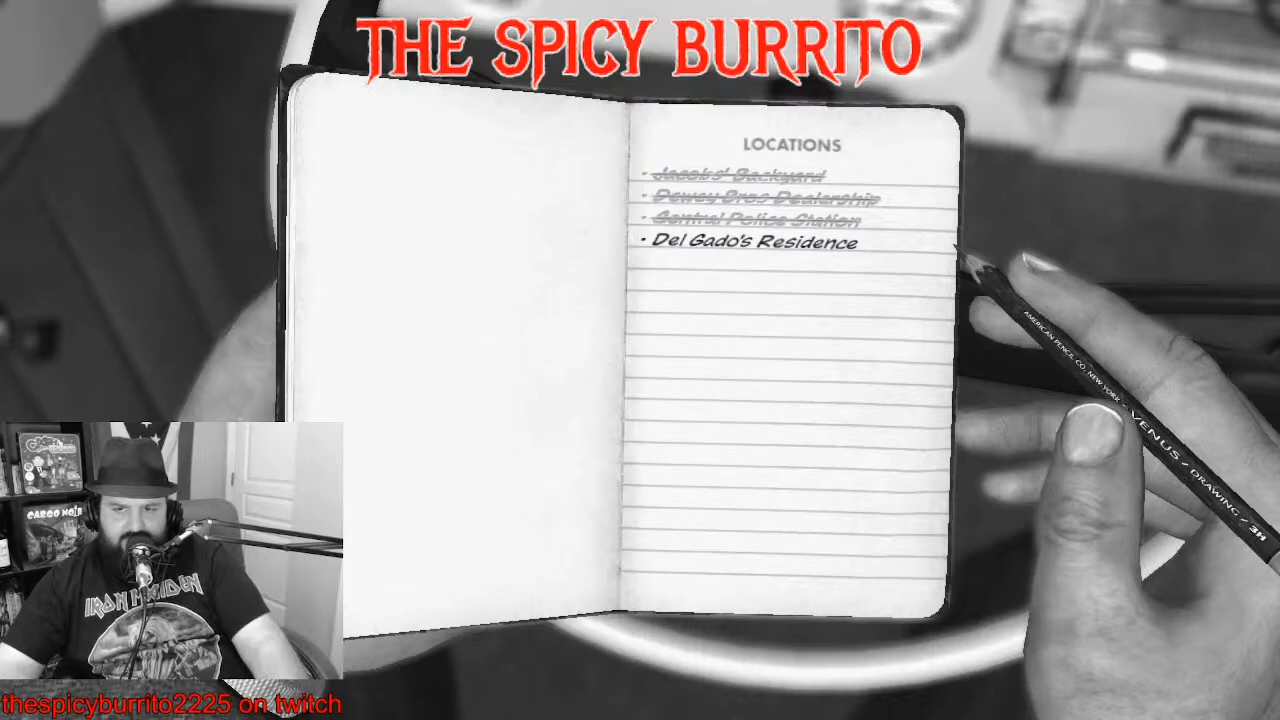 THE SPICY BURRITO
LOCATIONS
· Jacobs' Backyard
· Dewey Bros Dealership
· Central Police Station
· Del Gado's Residence
AMERICAN PENCIL CO. NEW YORK - VENUS / DRAWING / 3H
CARGO NOIR
IRON MAIDEN
thespicyburrito2225 on twitch